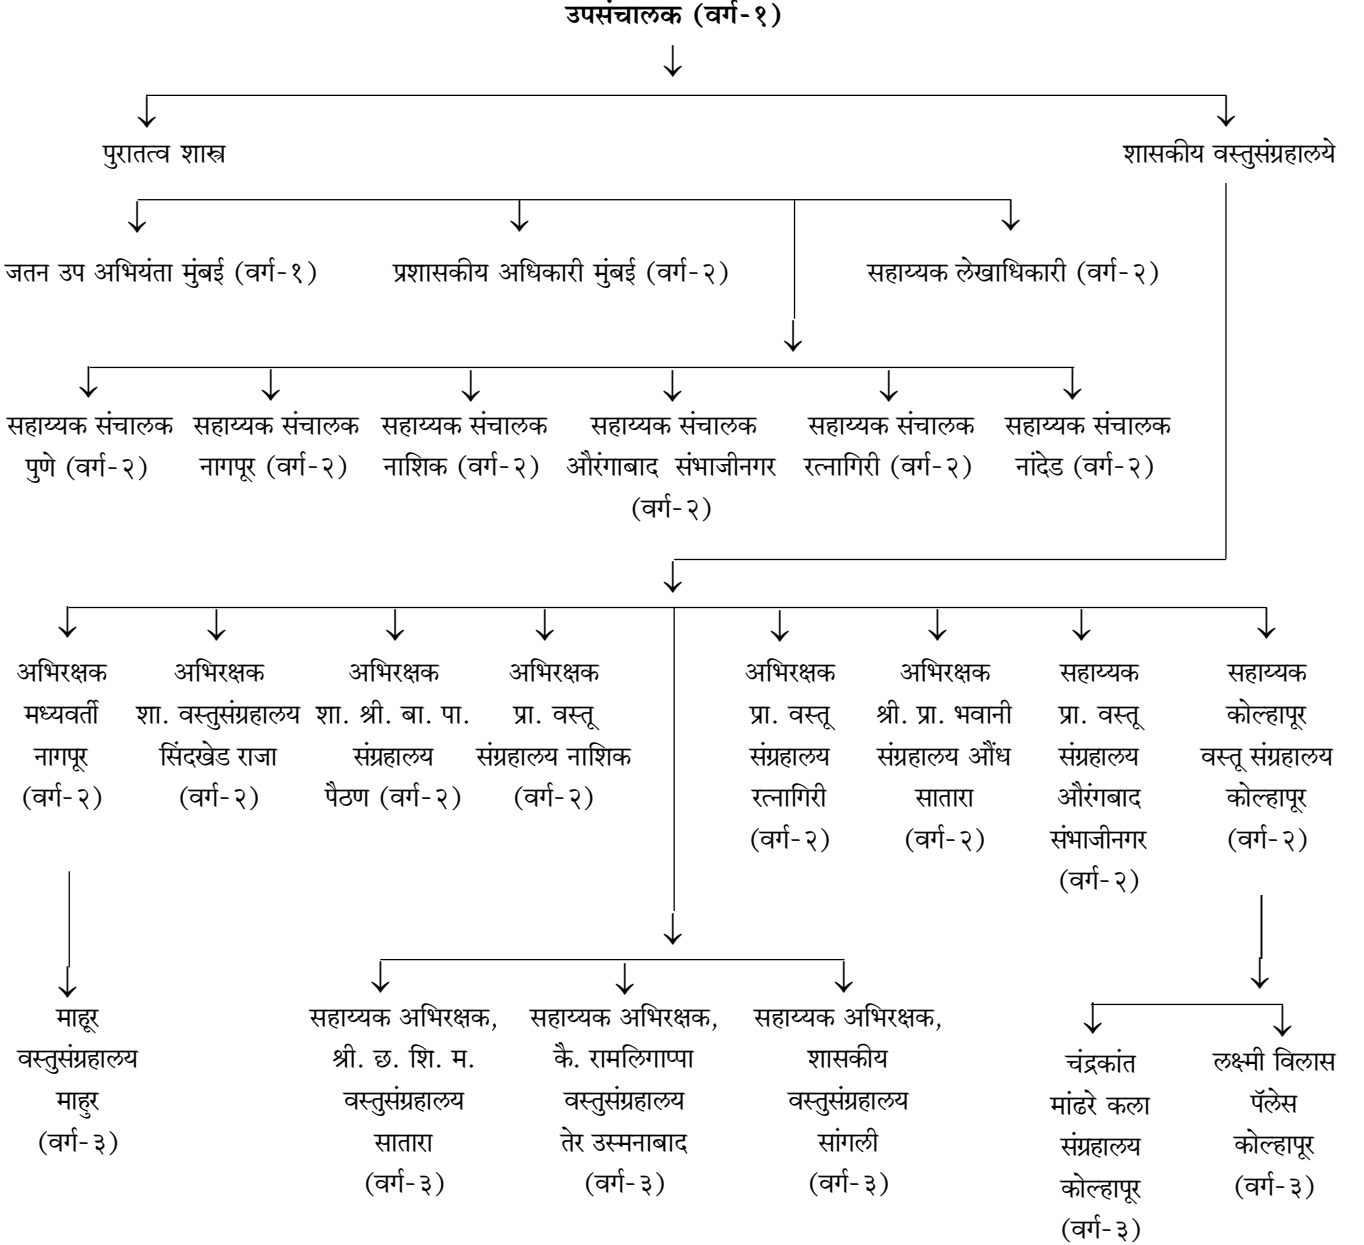 उपसंचालक (वर्ग-१)
पुरातत्व शास्त्र
शासकीय वस्तुसंग्रहालये
जतन उप अभियंता मुंबई (वर्ग-१)
प्रशासकीय अधिकारी मुंबई (वर्ग-२)
सहाय्यक लेखाधिकारी (वर्ग-२)
सहाय्यक संचालक
पुणे (वर्ग-२)
सहाय्यक संचालक
नागपूर (वर्ग-२)
सहाय्यक संचालक
नाशिक (वर्ग-२)
सहाय्यक संचालक
औरंगाबाद संभाजीनगर
(वर्ग-२)
सहाय्यक संचालक
रत्नागिरी (वर्ग-२)
सहाय्यक संचालक
नांदेड (वर्ग-२)
अभिरक्षक
मध्यवर्ती
नागपूर
(वर्ग-२)
अभिरक्षक
शा. वस्तुसंग्रहालय
सिंदखेड राजा
(वर्ग-२)
अभिरक्षक
शा. श्री. बा. पा.
संग्रहालय
पैठण (वर्ग-२)
अभिरक्षक
प्रा. वस्तू
संग्रहालय नाशिक
(वर्ग-२)
अभिरक्षक
प्रा. वस्तू
संग्रहालय
रत्नागिरी
(वर्ग-२)
अभिरक्षक
श्री. प्रा. भवानी
संग्रहालय औंध
सातारा
(वर्ग-२)
सहाय्यक
प्रा. वस्तू
संग्रहालय
औरंगबाद
संभाजीनगर
(वर्ग-२)
सहाय्यक
कोल्हापूर
वस्तू संग्रहालय
कोल्हापूर
(वर्ग-२)
माहूर
वस्तुसंग्रहालय
माहुर
(वर्ग-३)
सहाय्यक अभिरक्षक,
श्री. छ. शि. म.
वस्तुसंग्रहालय
सातारा
(वर्ग-३)
सहाय्यक अभिरक्षक,
कै. रामलिगाप्पा
वस्तुसंग्रहालय
तेर उस्मनाबाद
(वर्ग-३)
सहाय्यक अभिरक्षक,
शासकीय
वस्तुसंग्रहालय
सांगली
(वर्ग-३)
चंद्रकांत
मांढरे कला
संग्रहालय
कोल्हापूर
(वर्ग-३)
लक्ष्मी विलास
पॅलेस
कोल्हापूर
(वर्ग-३)